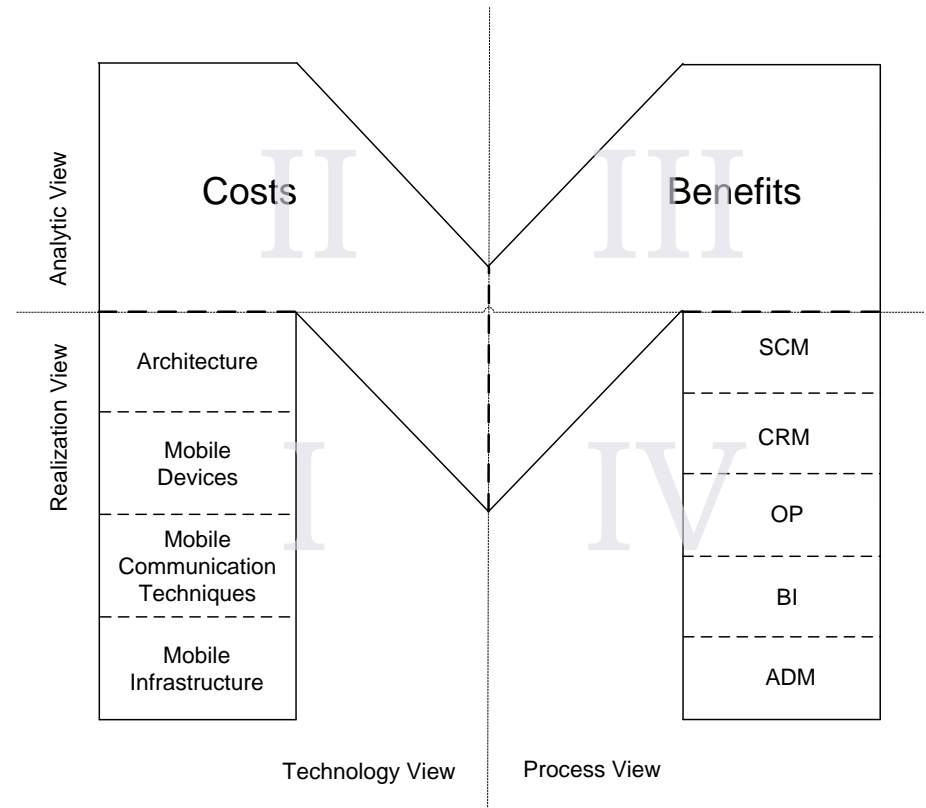 Analytic View
II
III
Costs
Benefits
Realization View
Architecture
Mobile
Devices
Mobile
Communication
Techniques
Mobile
Infrastructure
I
IV
SCM
CRM
OP
BI
ADM
Technology View
Process View